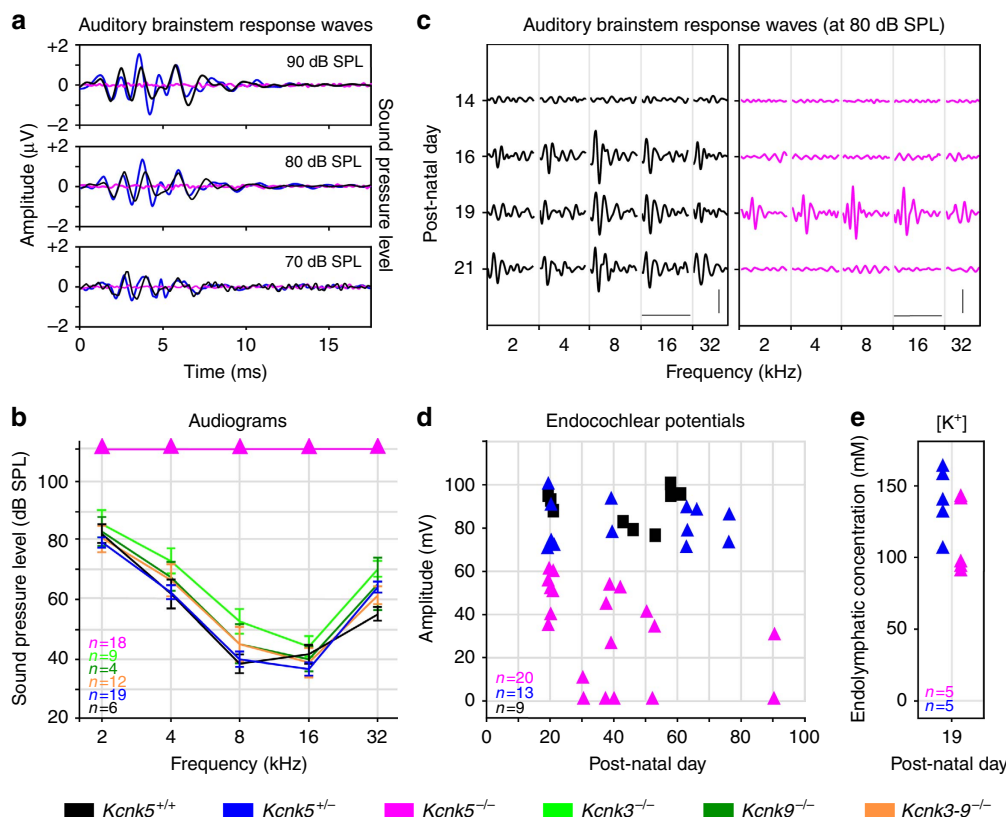 a Auditory brainstem response waves
+2
0
−2
90 dB SPL
+2
0
−2
80 dB SPL
+2
0
−2
70 dB SPL
Amplitude (µV)
Sound pressure level
0 5 10 15
Time (ms)
c Auditory brainstem response waves (at 80 dB SPL)
Post-natal day
14
16
19
21
2 4 8 16 32 2 4 8 16 32
Frequency (kHz)
b Audiograms
Sound pressure level (dB SPL)
100
80
60
40
20
n=18
n=9
n=4
n=12
n=19
n=6
2 4 8 16 32
Frequency (kHz)
d Endocochlear potentials
Amplitude (mV)
100
80
60
40
20
0
n=20
n=13
n=9
0 20 40 60 80 100
Post-natal day
e
[K⁺]
Endolymphatic concentration (mM)
150
100
50
0
n=5
n=5
19
Post-natal day
Kcnk5⁺/⁺ Kcnk5⁺/⁻ Kcnk5⁻/⁻ Kcnk3⁻/⁻ Kcnk9⁻/⁻ Kcnk3-9⁻/⁻